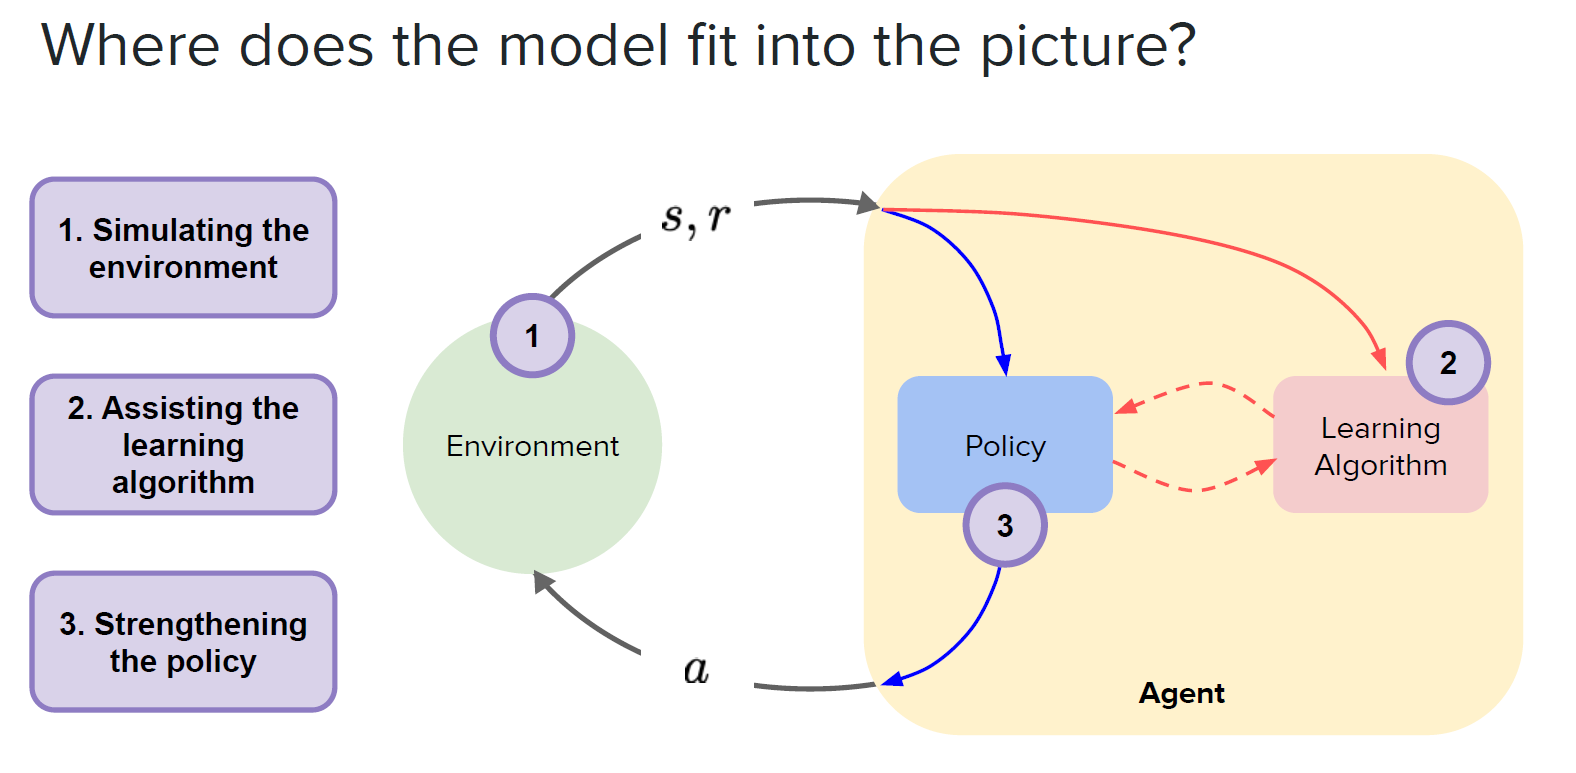 Where does the model fit into the picture?
1. Simulating the
environment
2. Assisting the
learning
algorithm
3. Strengthening
the policy
s, r
1
Environment
a
Policy
3
2
Learning
Algorithm
Agent